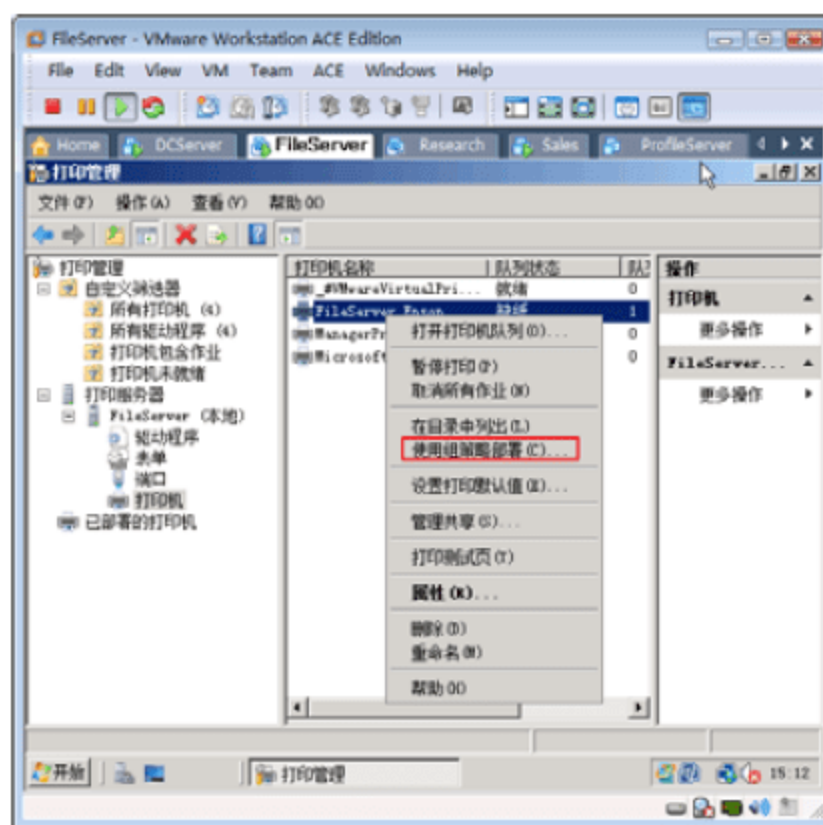 FileServer - VMware Workstation ACE Edition
File Edit View VM Team ACE Windows Help
Home DCServer FileServer Research Sales ProfileServer
打印管理
文件(F) 操作(A) 查看(V) 帮助(H)
打印管理
自定义筛选器
所有打印机 (4)
所有驱动程序 (4)
打印机包含作业
打印机未就绪
打印服务器
FileServer (本地)
驱动程序
表单
端口
打印机
已部署的打印机
打印机名称 队列状态 队
_#VMwareVirtualPri... 就绪 0
FileServer Epson 就绪 1
ManagerPr 0
Microsoft 0
打开打印机队列(O)...
暂停打印(P)
取消所有作业(N)
在目录中列出(L)
使用组策略部署(C)...
设置打印默认值(E)...
管理共享(S)...
打印测试页(T)
属性(R)...
删除(D)
重命名(M)
帮助(H)
操作
打印机
更多操作
FileServer...
更多操作
开始 打印管理 15:12